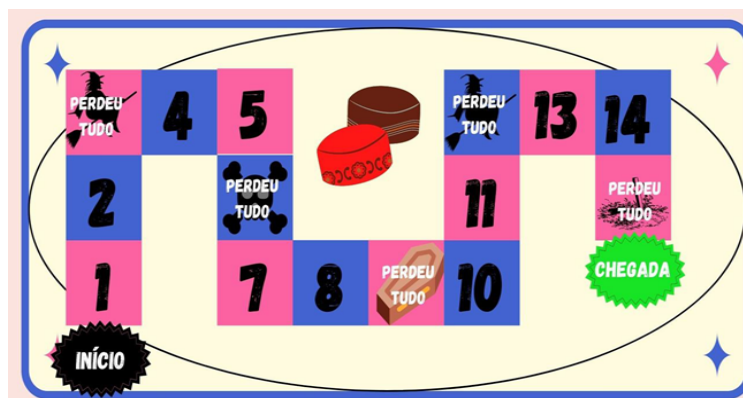 INÍCIO
1
2
PERDEU
TUDO
4
5
PERDEU
TUDO
7
8
PERDEU
TUDO
10
11
PERDEU
TUDO
13
14
PERDEU
TUDO
CHEGADA